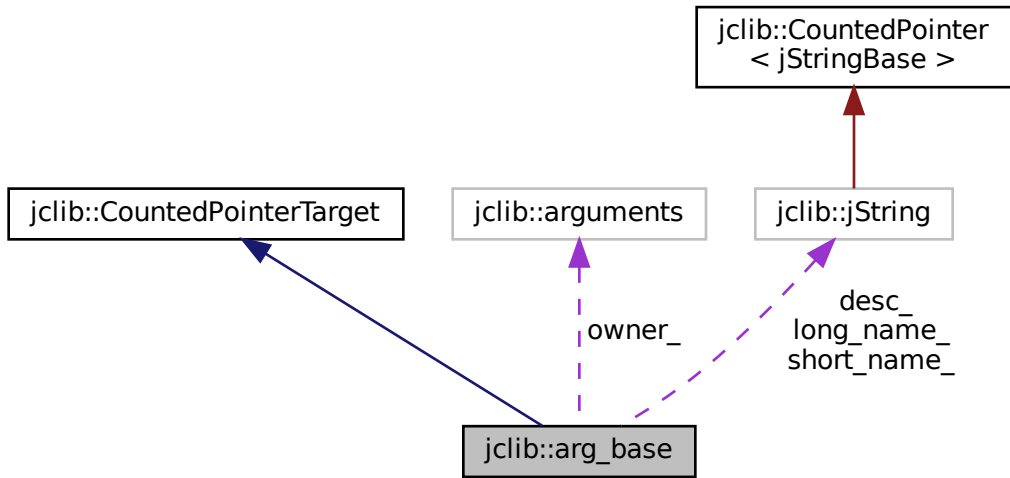 jclib::CountedPointer
< jStringBase >
jclib::CountedPointerTarget
jclib::arguments
jclib::jString
owner_
desc_
long_name_
short_name_
jclib::arg_base